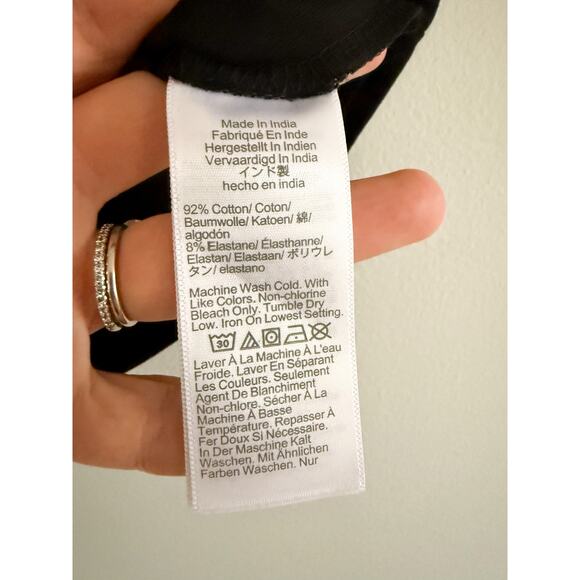 Made In India
Fabriqué En Inde
Hergestellt In Indien
Vervaardigd In India
インド製
hecho en india
92% Cotton/ Coton/
Baumwolle/ Katoen/ 綿/
algodón
8% Elastane/ Élasthanne/
Elastan/ Elastaan/ ポリウレ
タン/ elastano
Machine Wash Cold. With
Like Colors. Non-chlorine
Bleach Only. Tumble Dry
Low. Iron On Lowest Setting.
30
Laver À La Machine À L'eau
Froide. Laver En Séparant
Les Couleurs. Seulement
Agent De Blanchiment
Non-chlore. Sécher À La
Machine À Basse
Température. Repasser À
Fer Doux Si Nécessaire.
In Der Maschine Kalt
Waschen. Mit Ähnlichen
Farben Waschen. Nur